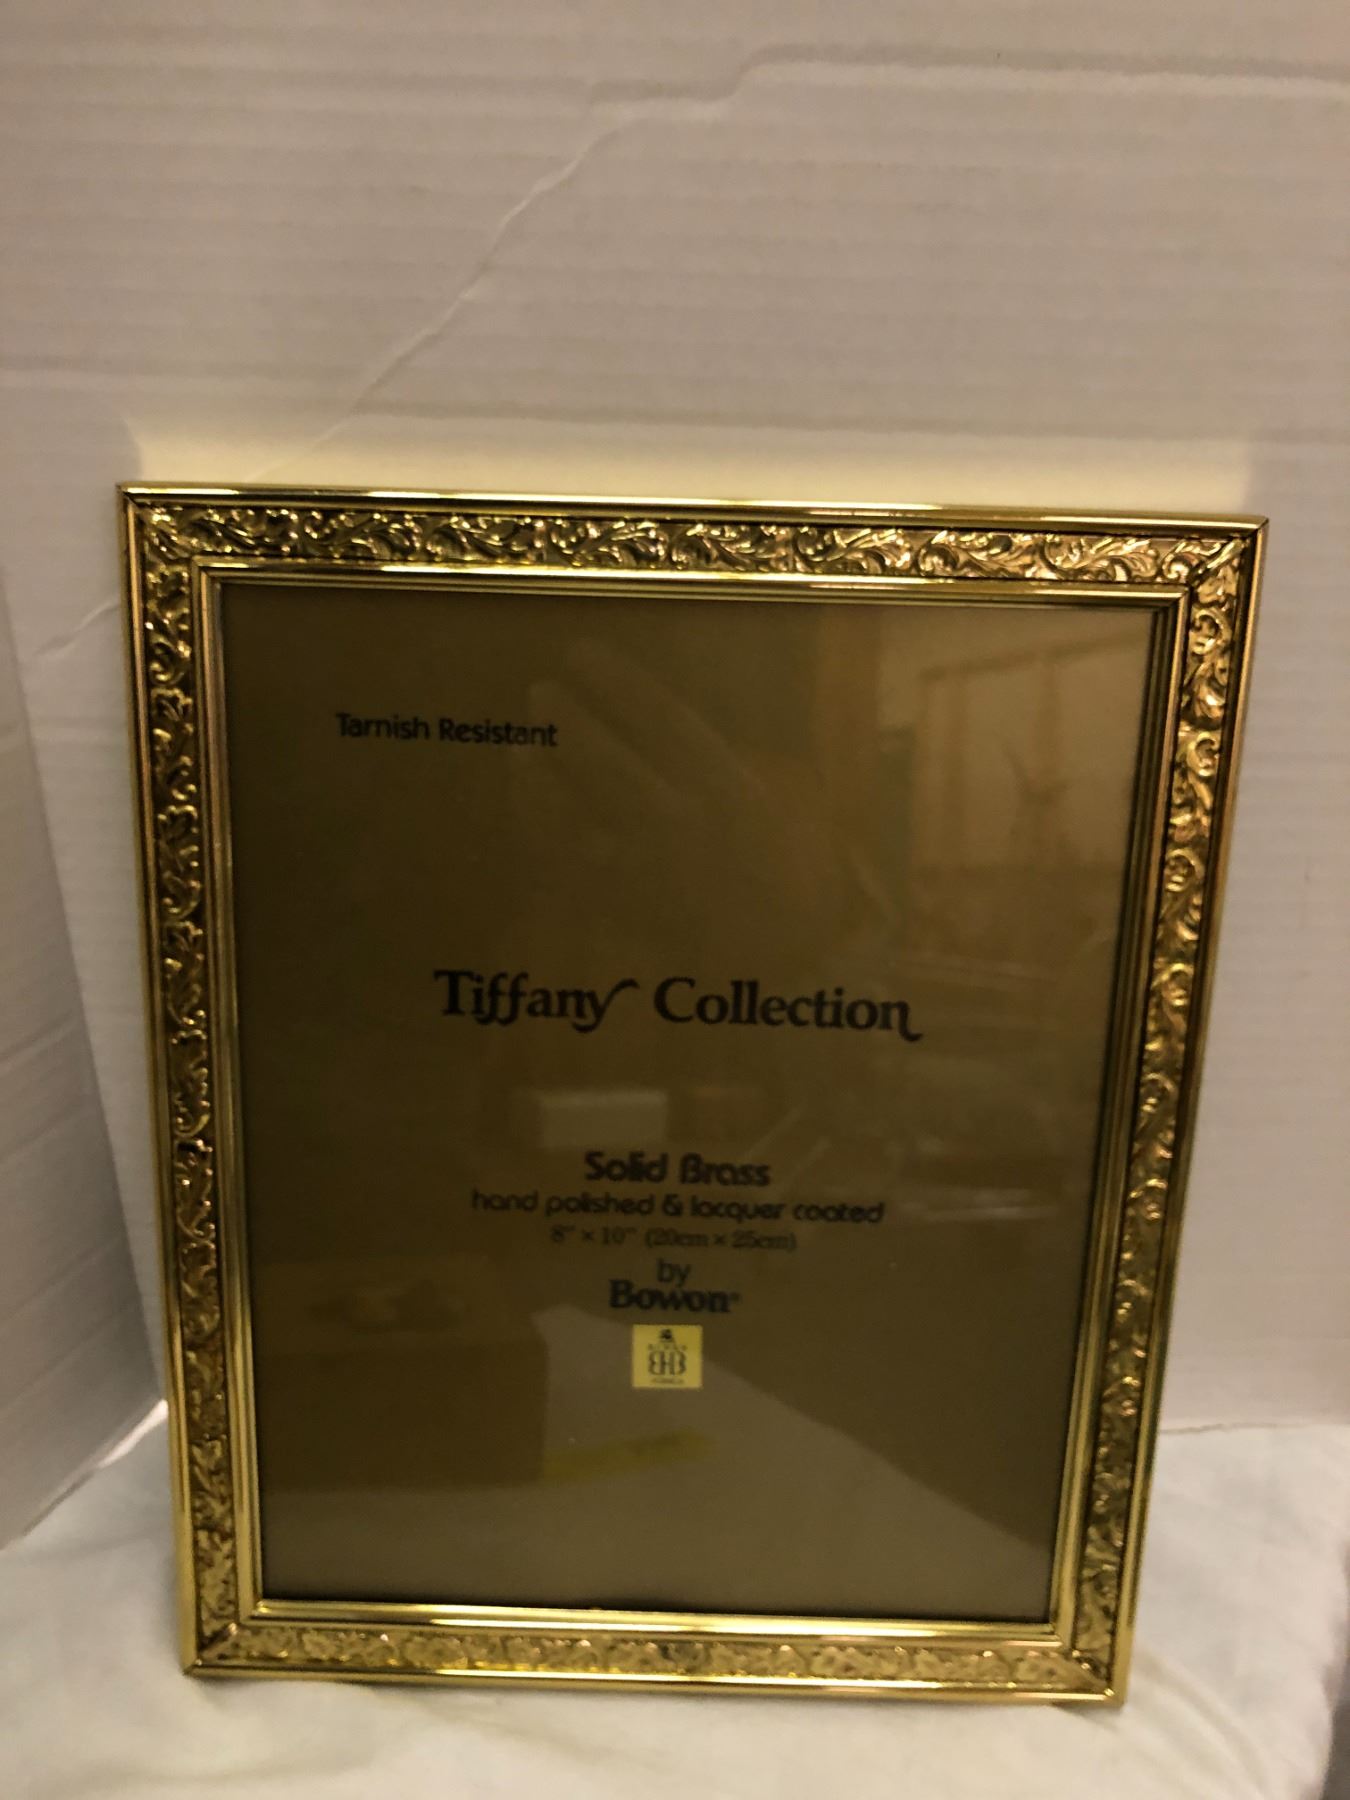 Tarnish Resistant
Tiffany Collection
Solid Brass
hand polished & lacquer coated
8" × 10" (20cm × 25cm)
by
Bowon®